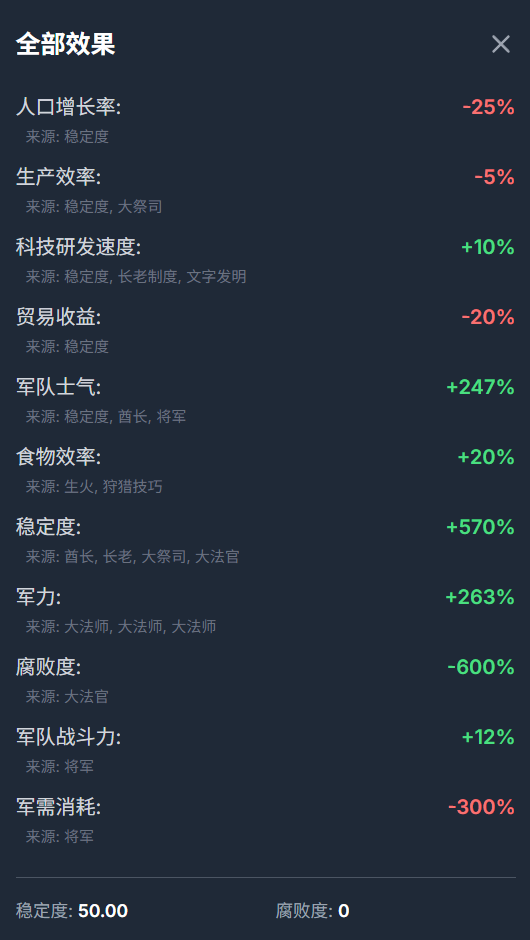 全部效果
人口增长率: -25%
来源: 稳定度
生产效率: -5%
来源: 稳定度, 大祭司
科技研发速度: +10%
来源: 稳定度, 长老制度, 文字发明
贸易收益: -20%
来源: 稳定度
军队士气: +247%
来源: 稳定度, 酋长, 将军
食物效率: +20%
来源: 生火, 狩猎技巧
稳定度: +570%
来源: 酋长, 长老, 大祭司, 大法官
军力: +263%
来源: 大法师, 大法师, 大法师
腐败度: -600%
来源: 大法官
军队战斗力: +12%
来源: 将军
军需消耗: -300%
来源: 将军
稳定度: 50.00 腐败度: 0